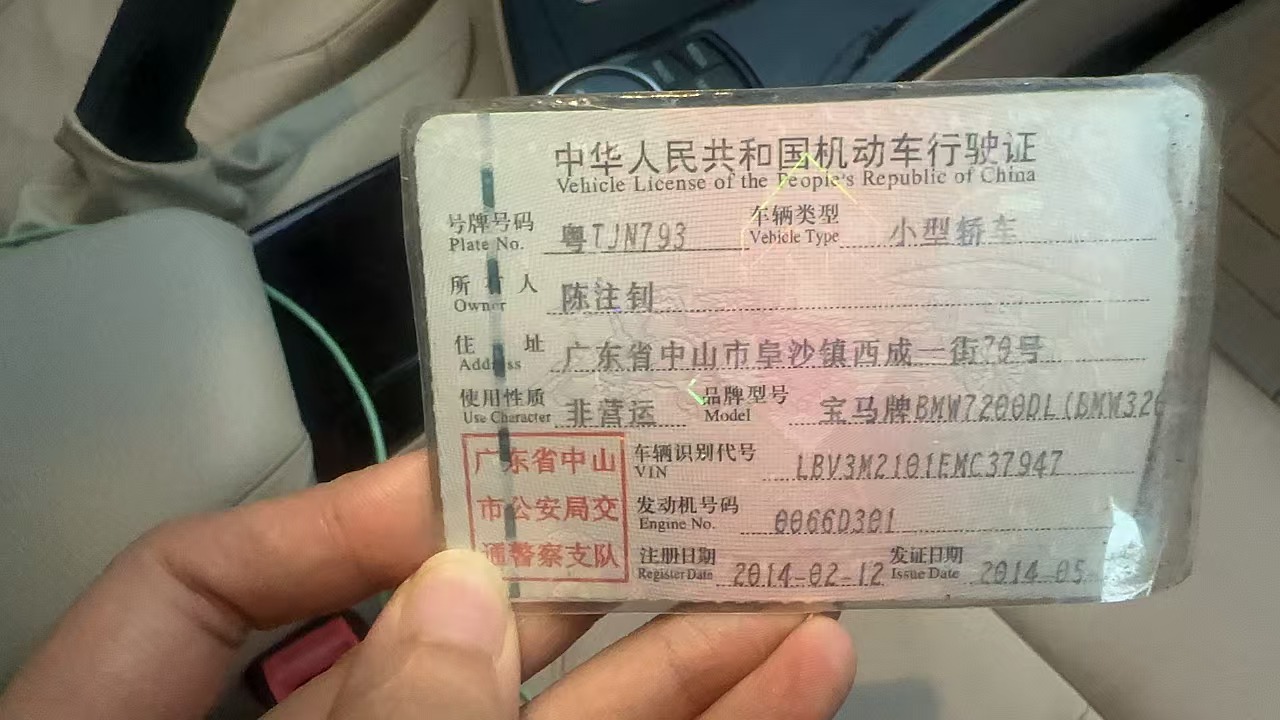 中华人民共和国机动车行驶证
Vehicle License of the People's Republic of China
号牌号码 粤TJN793 车辆类型 小型轿车
Plate No. Vehicle Type
所有人 陈注钊
Owner
住址 广东省中山市阜沙镇西成一街70号
Address
使用性质 非营运 品牌型号 宝马牌BMW7200DL(BMW32
Use Character Model
广东省中山
市公安局交
通警察支队
车辆识别代号 LBV3M2101EMC37947
VIN
发动机号码 0066D301
Engine No.
注册日期 2014-02-12 发证日期 2014-05-
Register Date Issue Date